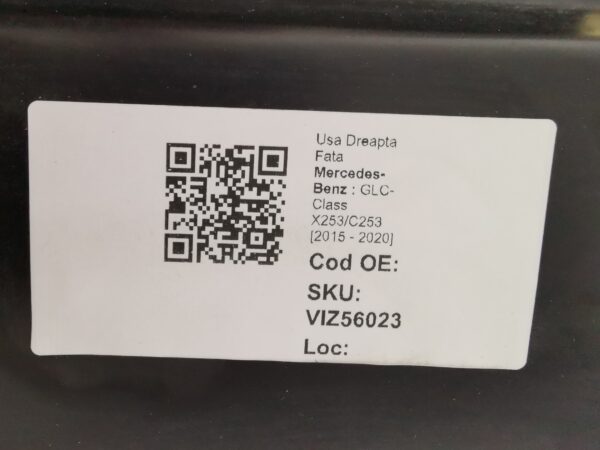 Usa Dreapta
Fata
Mercedes-
Benz : GLC-
Class
X253/C253
[2015 - 2020]
Cod OE:
SKU:
VIZ56023
Loc: